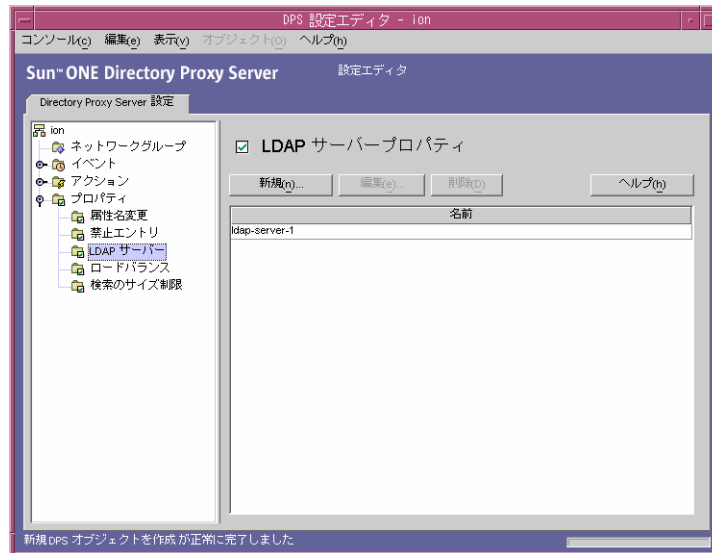 DPS 設定エディタ - ion
コンソール(c) 編集(e) 表示(v) オブジェクト(O) ヘルプ(h)
Sun™ ONE Directory Proxy Server 設定エディタ
Directory Proxy Server 設定
ion
ネットワークグループ
イベント
アクション
プロパティ
属性名変更
禁止エントリ
LDAP サーバー
ロードバランス
検索のサイズ制限
LDAP サーバープロパティ
新規(n)... 編集(e)... 削除(D) ヘルプ(h)
名前
ldap-server-1
新規 DPS オブジェクトを作成 が正常に完了しました